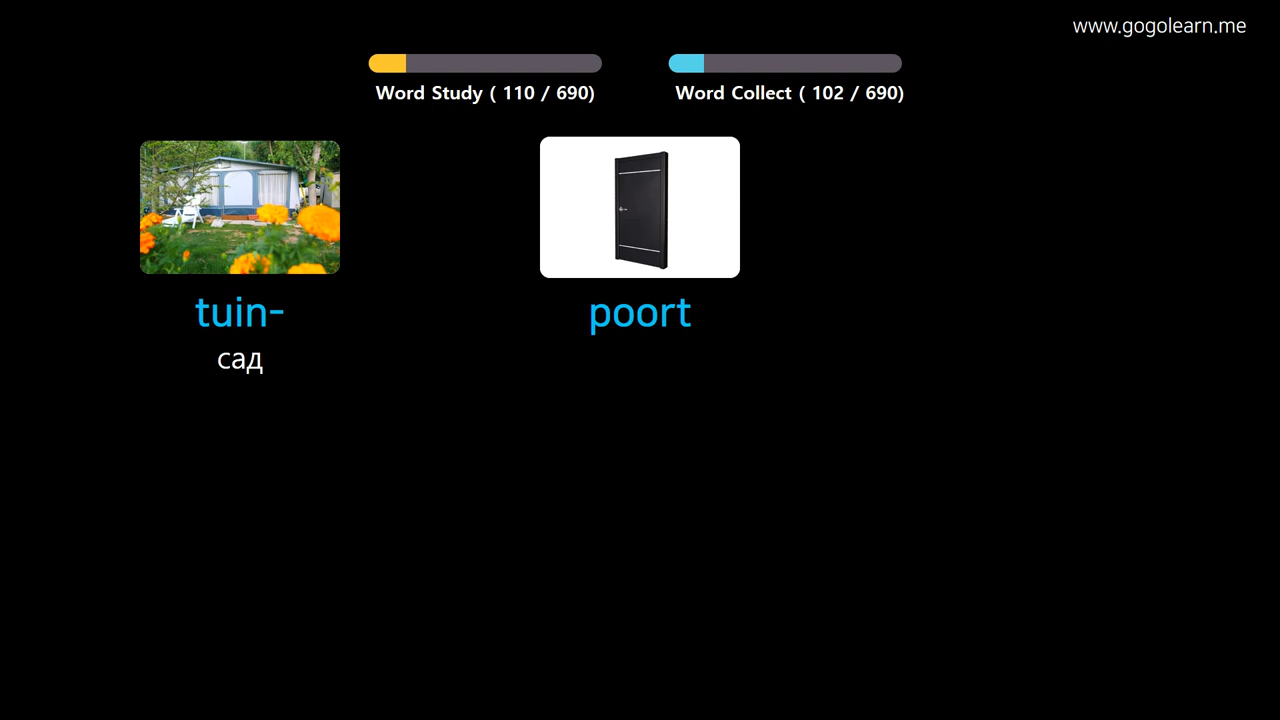 www.gogolearn.me
Word Study ( 110 / 690)
Word Collect ( 102 / 690)
tuin-
poort
сад